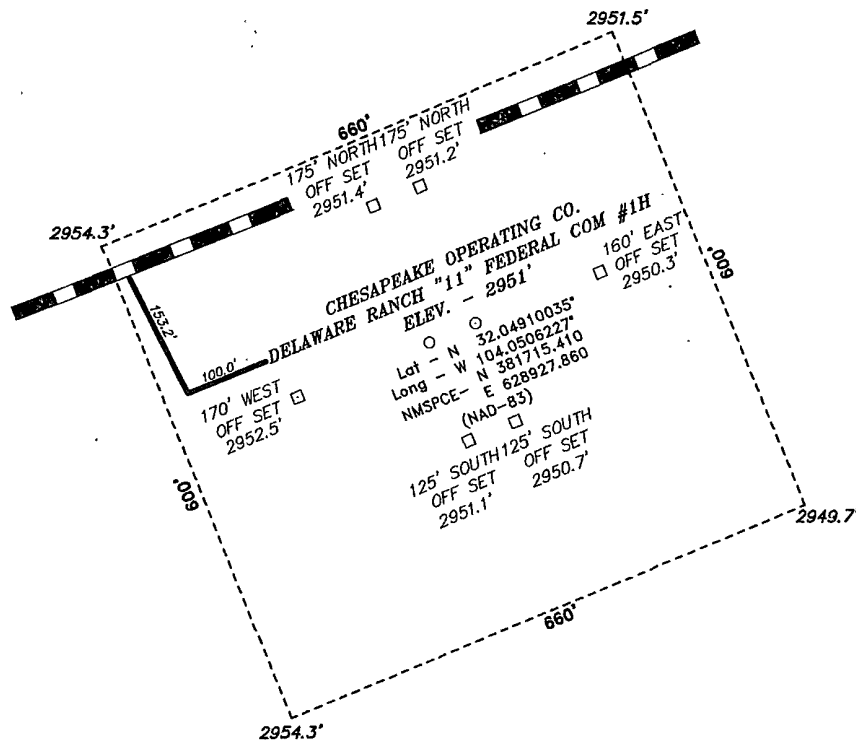 2951.5'
660'
175' NORTH
OFF SET
2951.4'
175' NORTH
OFF SET
2951.2'
2954.3'
CHESAPEAKE OPERATING CO.
DELAWARE RANCH "11" FEDERAL COM #1H
ELEV. - 2951'
160' EAST
OFF SET
2950.3'
600'
153.2'
100.0'
Lat - N 32.04910035°
Long - W 104.0506227°
NMSPCE- N 381715.410
E 628927.860
(NAD-83)
170' WEST
OFF SET
2952.5'
125' SOUTH
OFF SET
2951.1'
125' SOUTH
OFF SET
2950.7'
600'
2949.7'
660'
2954.3'